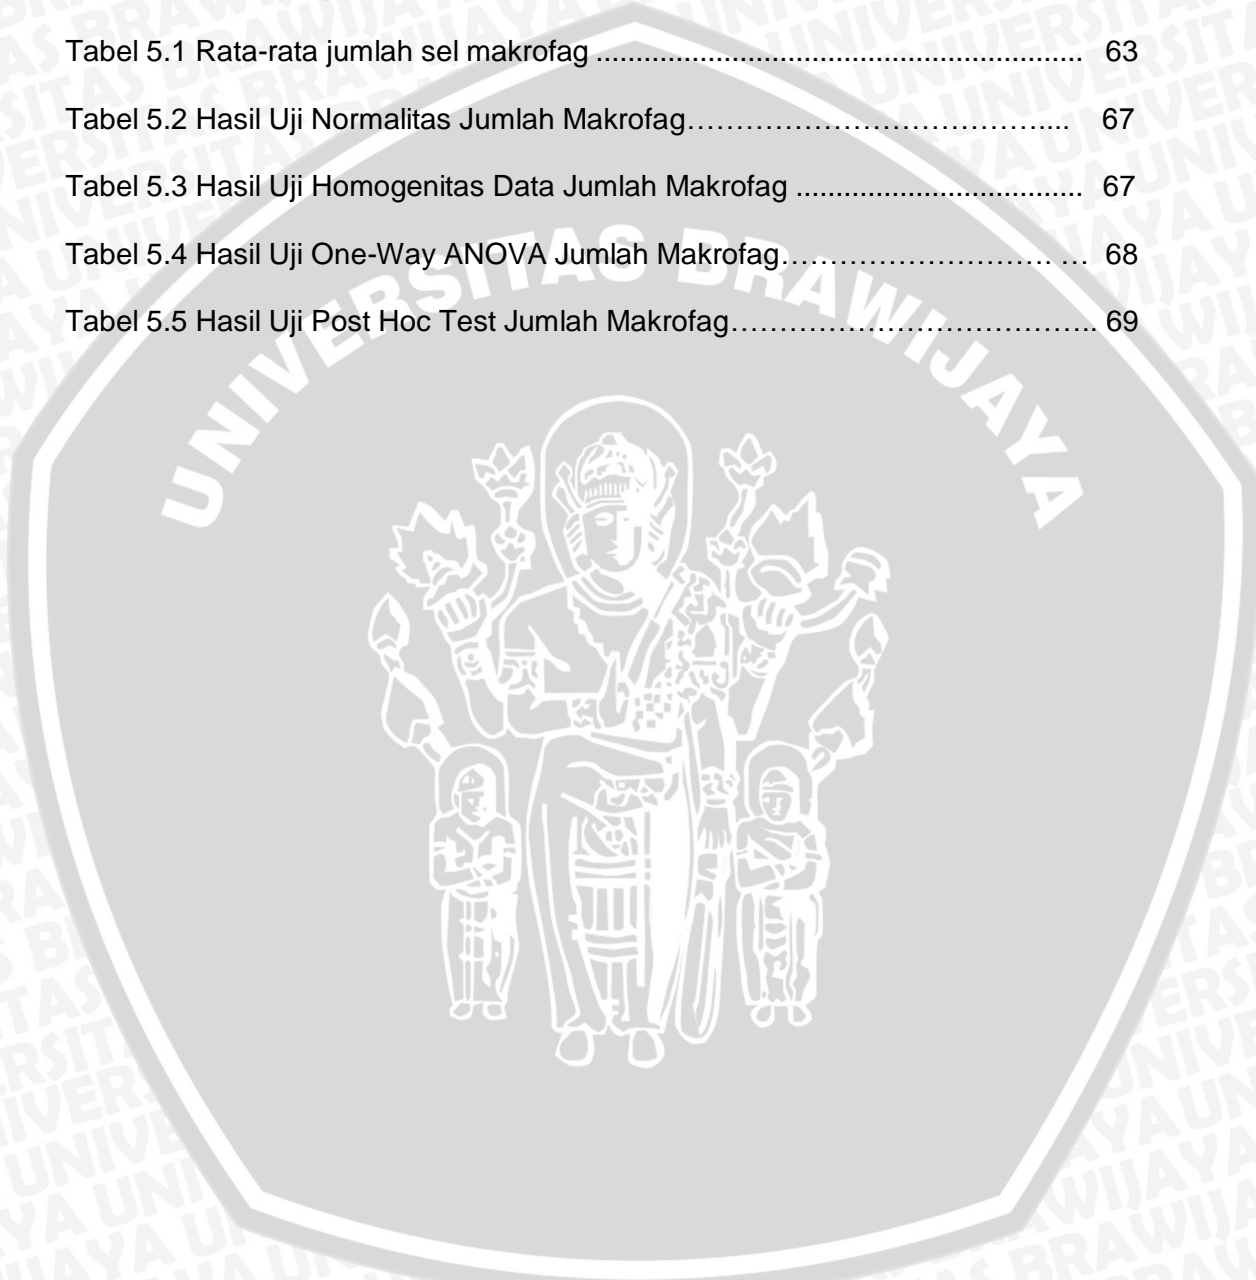 Tabel 5.1 Rata-rata jumlah sel makrofag ............................................................. 63
Tabel 5.2 Hasil Uji Normalitas Jumlah Makrofag……………………………….... 67
Tabel 5.3 Hasil Uji Homogenitas Data Jumlah Makrofag .................................... 67
Tabel 5.4 Hasil Uji One-Way ANOVA Jumlah Makrofag……………………… … 68
Tabel 5.5 Hasil Uji Post Hoc Test Jumlah Makrofag……………………………….. 69
UNIVERSITAS BRAWIJAYA